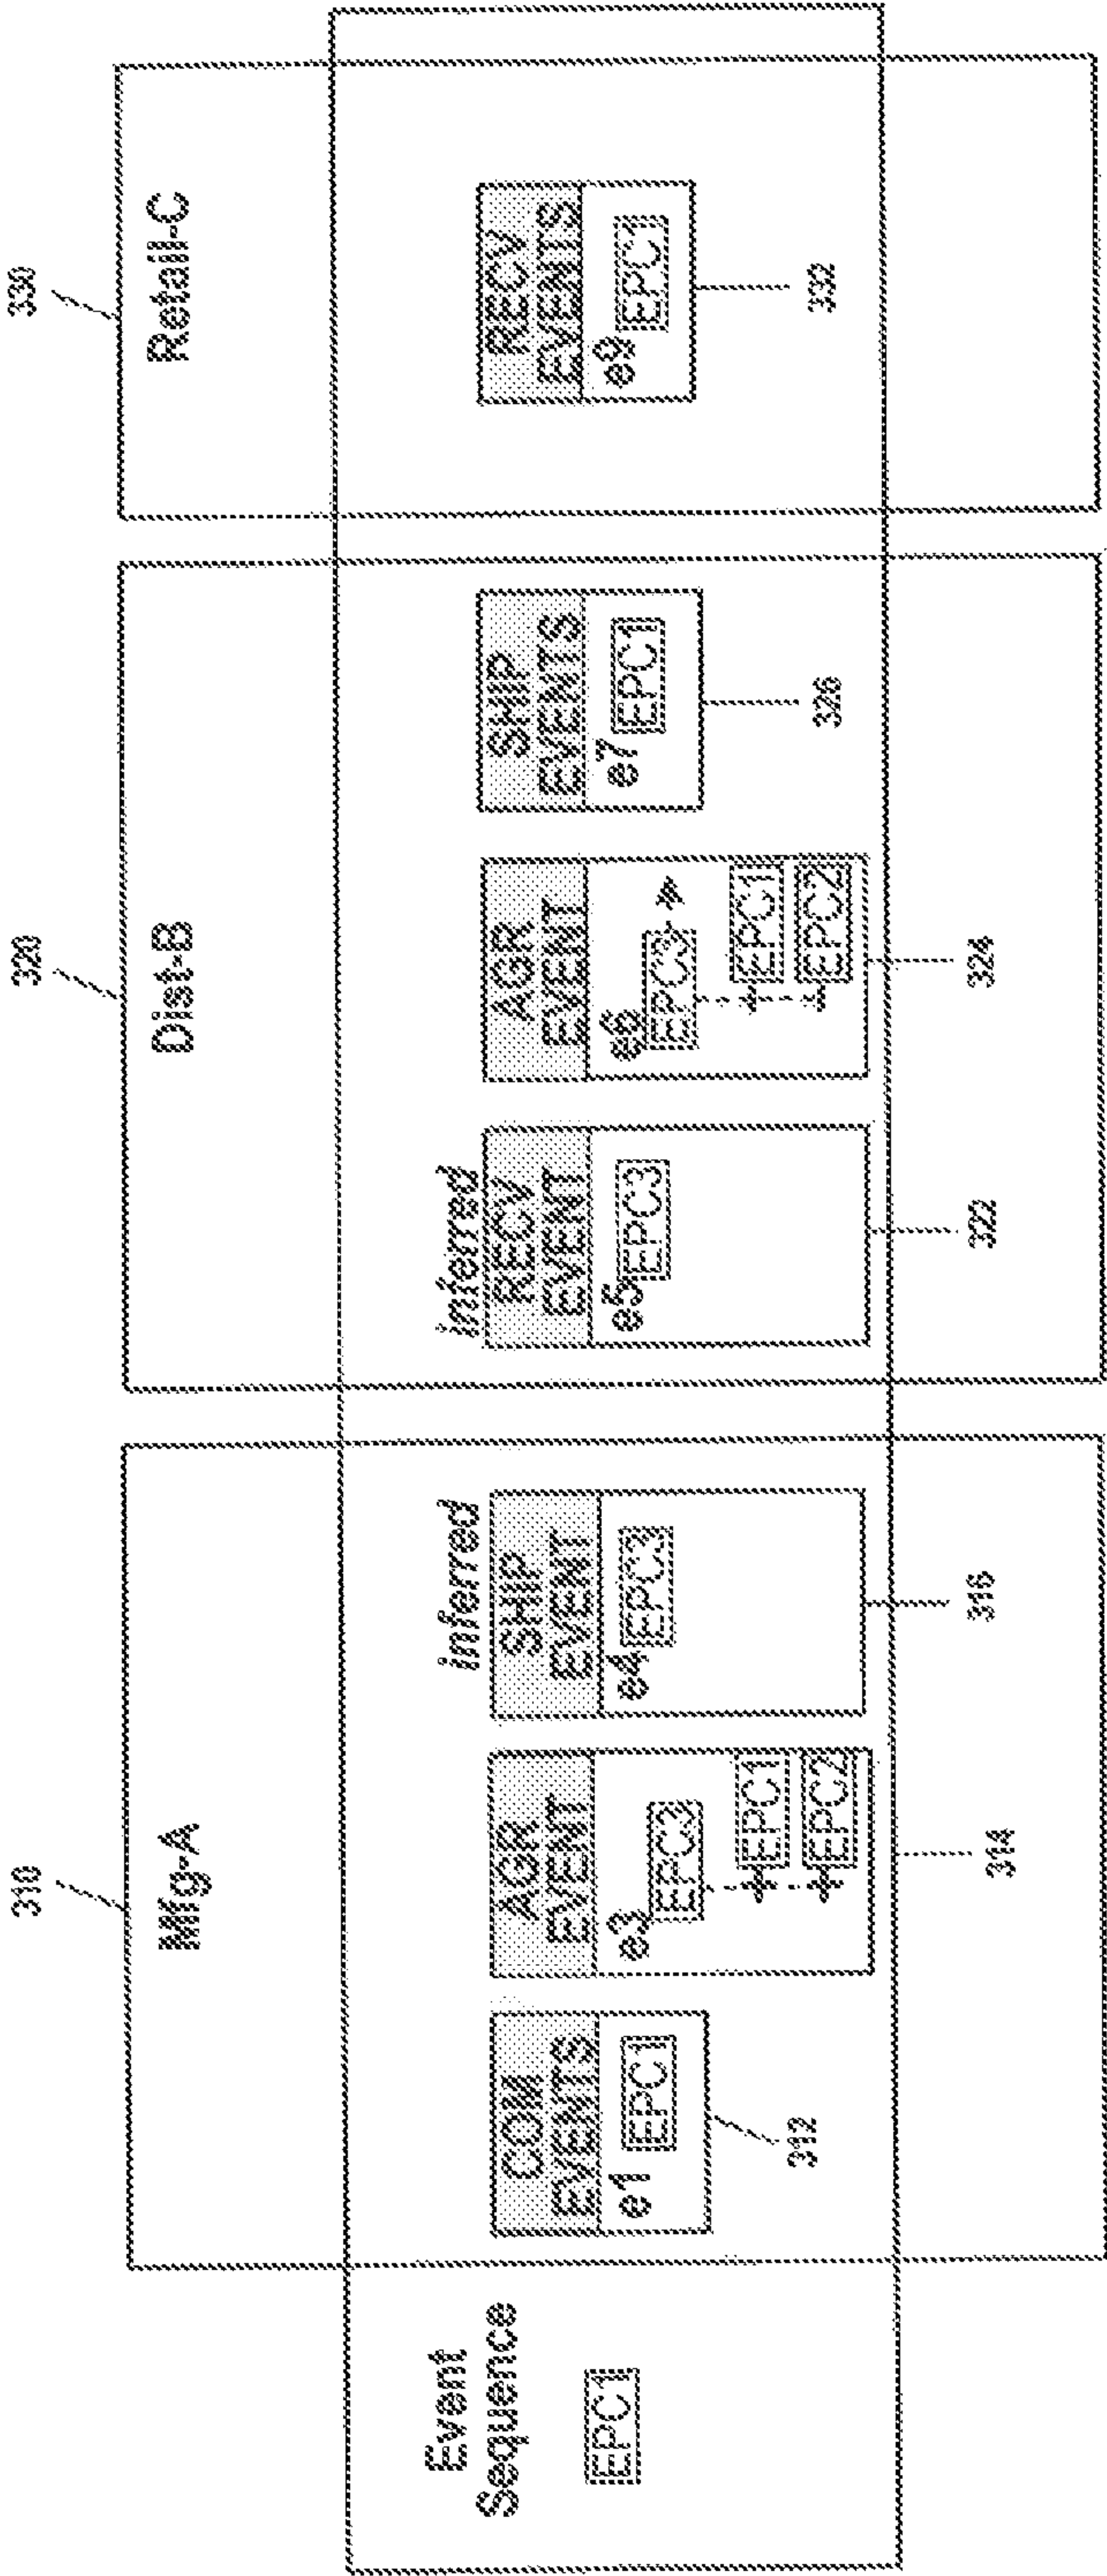 310
320
330
Mfg-A
Dist-B
Retail-C
Event
Sequence
EPC1
COM
EVENTS
e1
EPC1
312
AGR
EVENT
e3
EPC3
EPC1
EPC2
314
inferred
SHIP
EVENT
e4
EPC3
316
inferred
RECV
EVENT
e5
EPC3
322
AGR
EVENT
e6
EPC3
EPC1
EPC2
324
SHIP
EVENTS
e7
EPC1
326
RECV
EVENTS
e9
EPC1
332